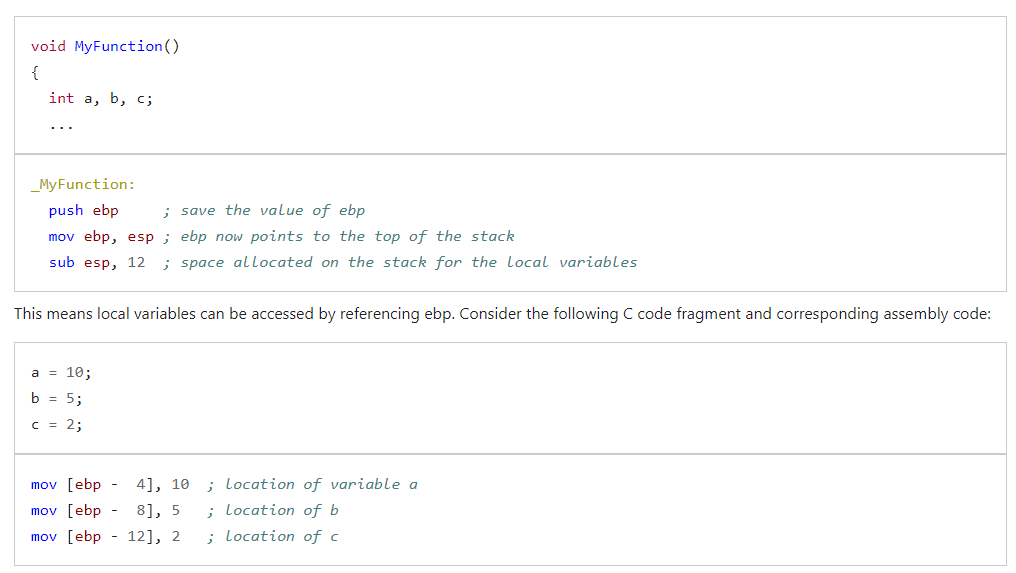 void MyFunction()
{
  int a, b, c;
  ...
_MyFunction:
  push ebp     ; save the value of ebp
  mov ebp, esp ; ebp now points to the top of the stack
  sub esp, 12  ; space allocated on the stack for the local variables
This means local variables can be accessed by referencing ebp. Consider the following C code fragment and corresponding assembly code:
a = 10;
b = 5;
c = 2;
mov [ebp -  4], 10  ; location of variable a
mov [ebp -  8], 5   ; location of b
mov [ebp - 12], 2   ; location of c